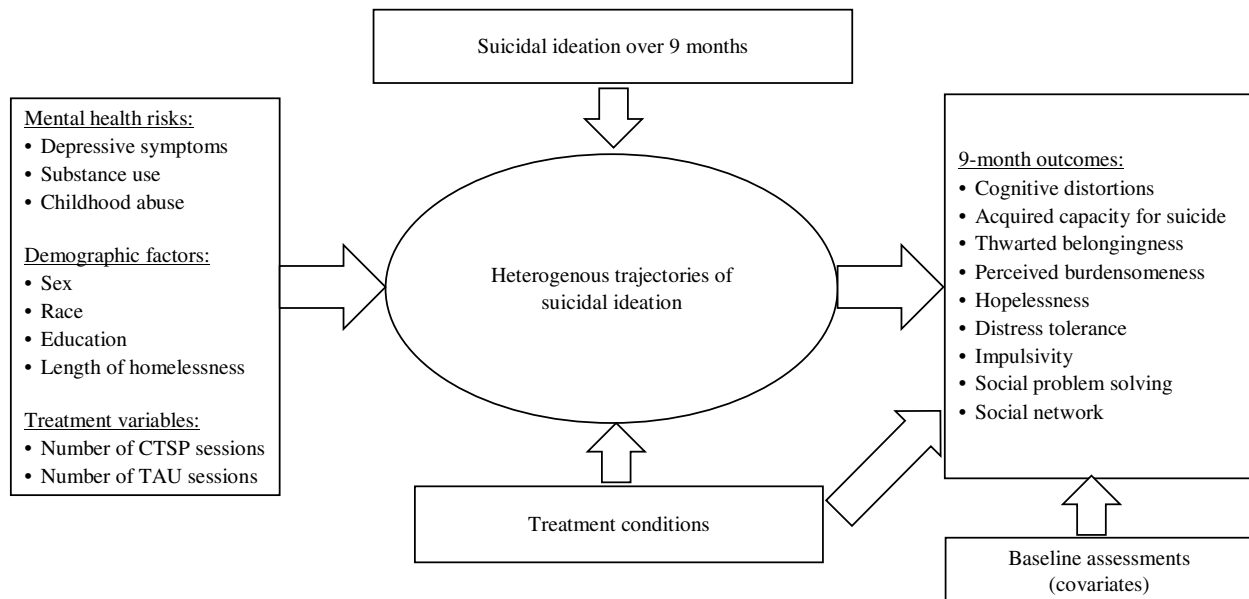 Suicidal ideation over 9 months
Mental health risks:
• Depressive symptoms
• Substance use
• Childhood abuse
Demographic factors:
• Sex
• Race
• Education
• Length of homelessness
Treatment variables:
• Number of CTSP sessions
• Number of TAU sessions
Heterogenous trajectories of
suicidal ideation
Treatment conditions
9-month outcomes:
• Cognitive distortions
• Acquired capacity for suicide
• Thwarted belongingness
• Perceived burdensomeness
• Hopelessness
• Distress tolerance
• Impulsivity
• Social problem solving
• Social network
Baseline assessments
(covariates)